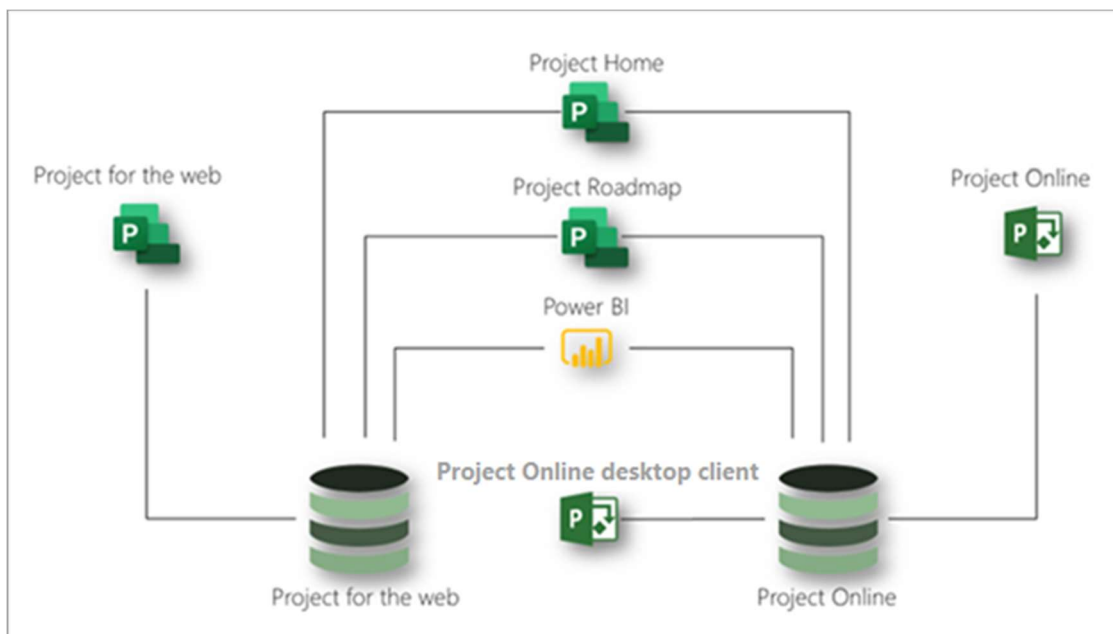 Project Home
Project for the web
Project Roadmap
Project Online
P
P
P
P
Power BI
Project Online desktop client
P
Project for the web
Project Online